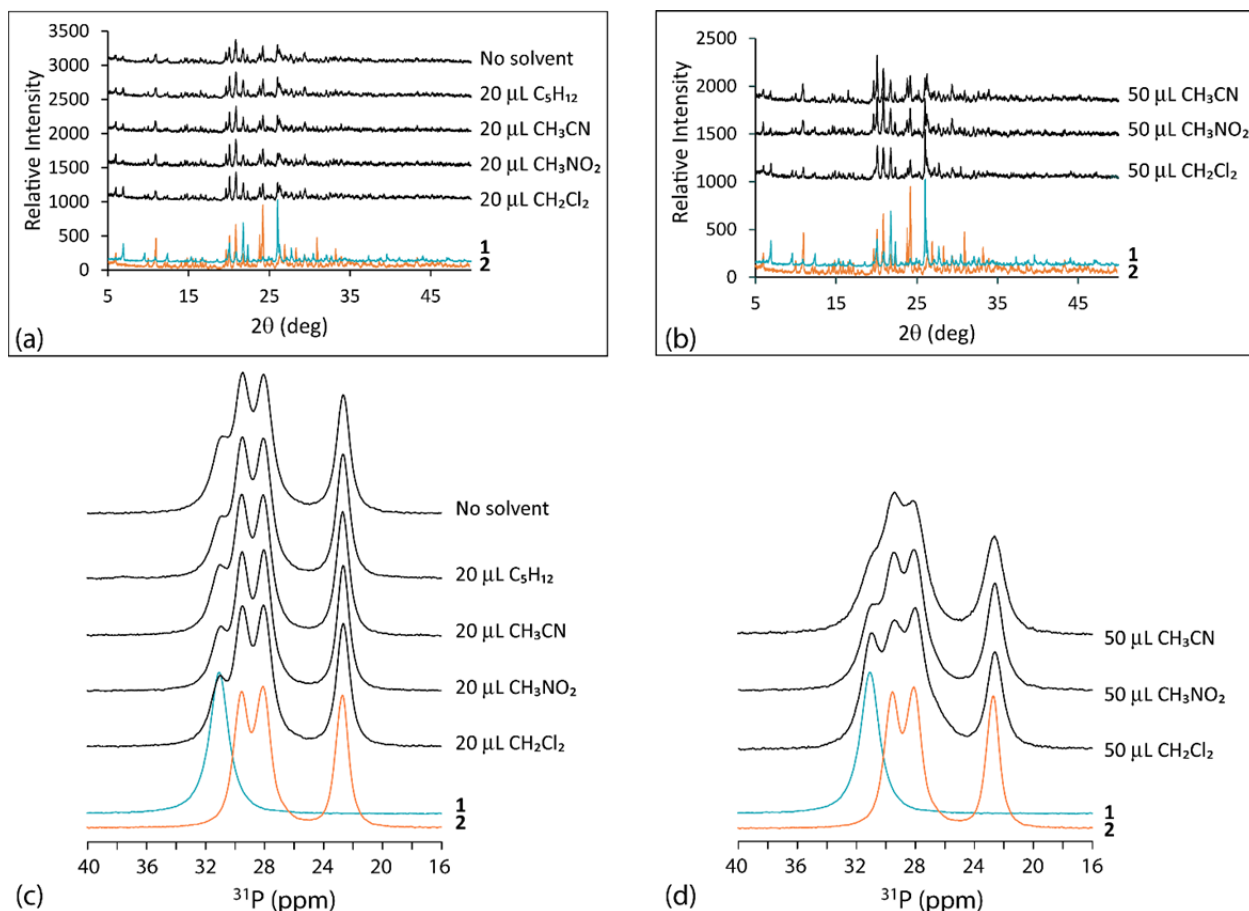 3500
3000
2500
2000
1500
1000
500
0
Relative Intensity
No solvent
20 μL C₅H₁₂
20 μL CH₃CN
20 μL CH₃NO₂
20 μL CH₂Cl₂
1
2
5 15 25 35 45
2θ (deg)
(a)
2500
2000
1500
1000
500
0
Relative Intensity
50 μL CH₃CN
50 μL CH₃NO₂
50 μL CH₂Cl₂
1
2
5 15 25 35 45
2θ (deg)
(b)
No solvent
20 μL C₅H₁₂
20 μL CH₃CN
20 μL CH₃NO₂
20 μL CH₂Cl₂
1
2
40 36 32 28 24 20 16
³¹P (ppm)
(c)
50 μL CH₃CN
50 μL CH₃NO₂
50 μL CH₂Cl₂
1
2
40 36 32 28 24 20 16
³¹P (ppm)
(d)